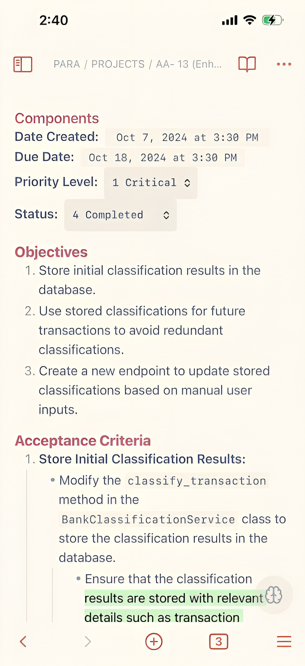 2:40
PARA / PROJECTS / AA- 13 (Enh...
Components
Date Created: Oct 7, 2024 at 3:30 PM
Due Date: Oct 18, 2024 at 3:30 PM
Priority Level: 1 Critical
Status: 4 Completed
Objectives
1. Store initial classification results in the
database.
2. Use stored classifications for future
transactions to avoid redundant
classifications.
3. Create a new endpoint to update stored
classifications based on manual user
inputs.
Acceptance Criteria
1. Store Initial Classification Results:
• Modify the classify_transaction
method in the
BankClassificationService class to
store the classification results in the
database.
• Ensure that the classification
results are stored with relevant
details such as transaction
3